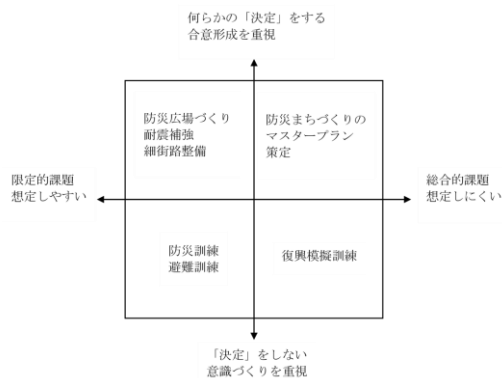 何らかの「決定」をする
合意形成を重視
防災広場づくり
耐震補強
細街路整備
防災まちづくりの
マスタープラン
策定
限定的課題
想定しやすい
総合的課題
想定しにくい
防災訓練
避難訓練
復興模擬訓練
「決定」をしない
意識づくりを重視